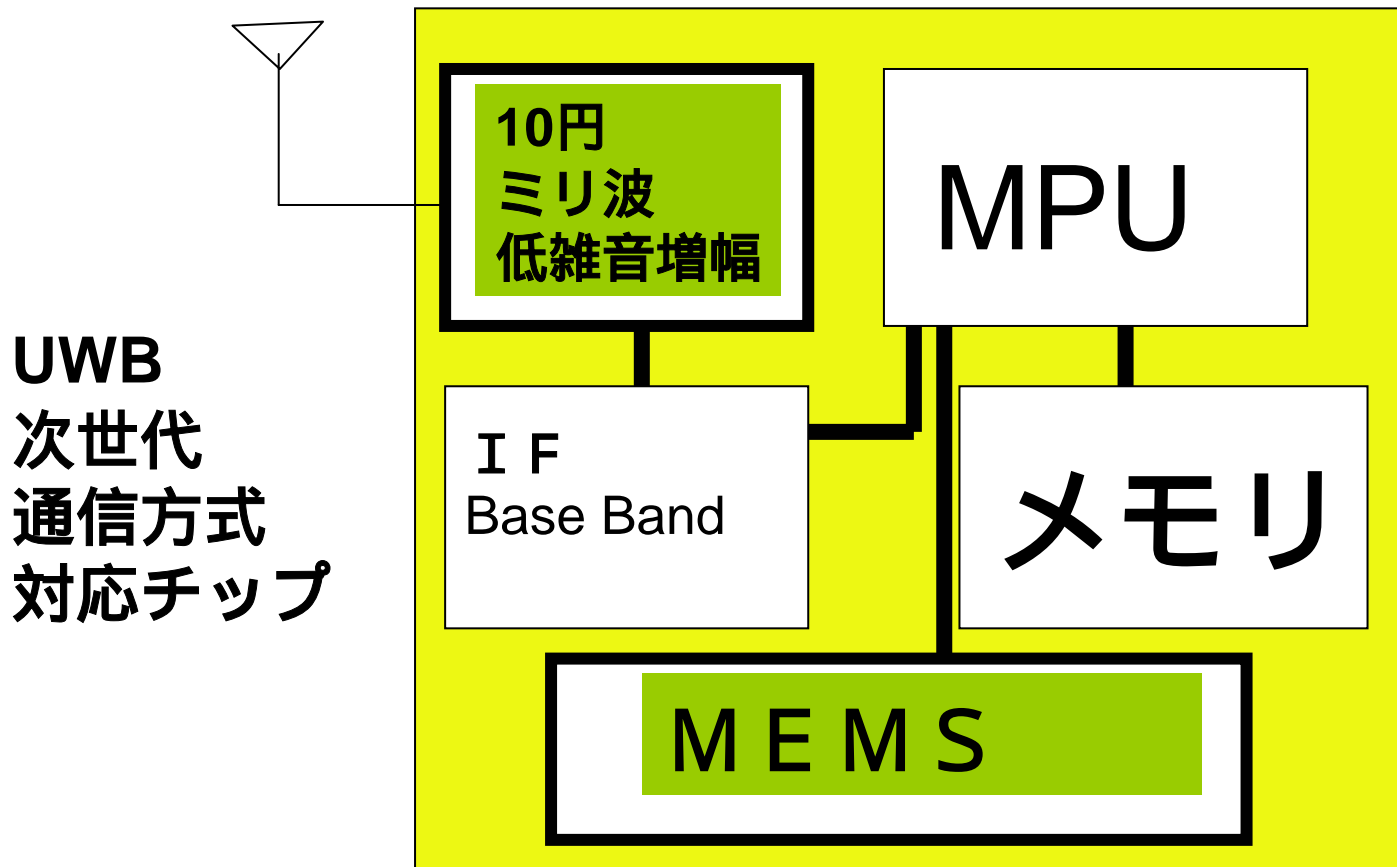 10円
ミリ波
低雑音増幅
MPU
UWB
次世代
通信方式
対応チップ
ＩＦ
Base Band
メモリ
ＭＥＭＳ